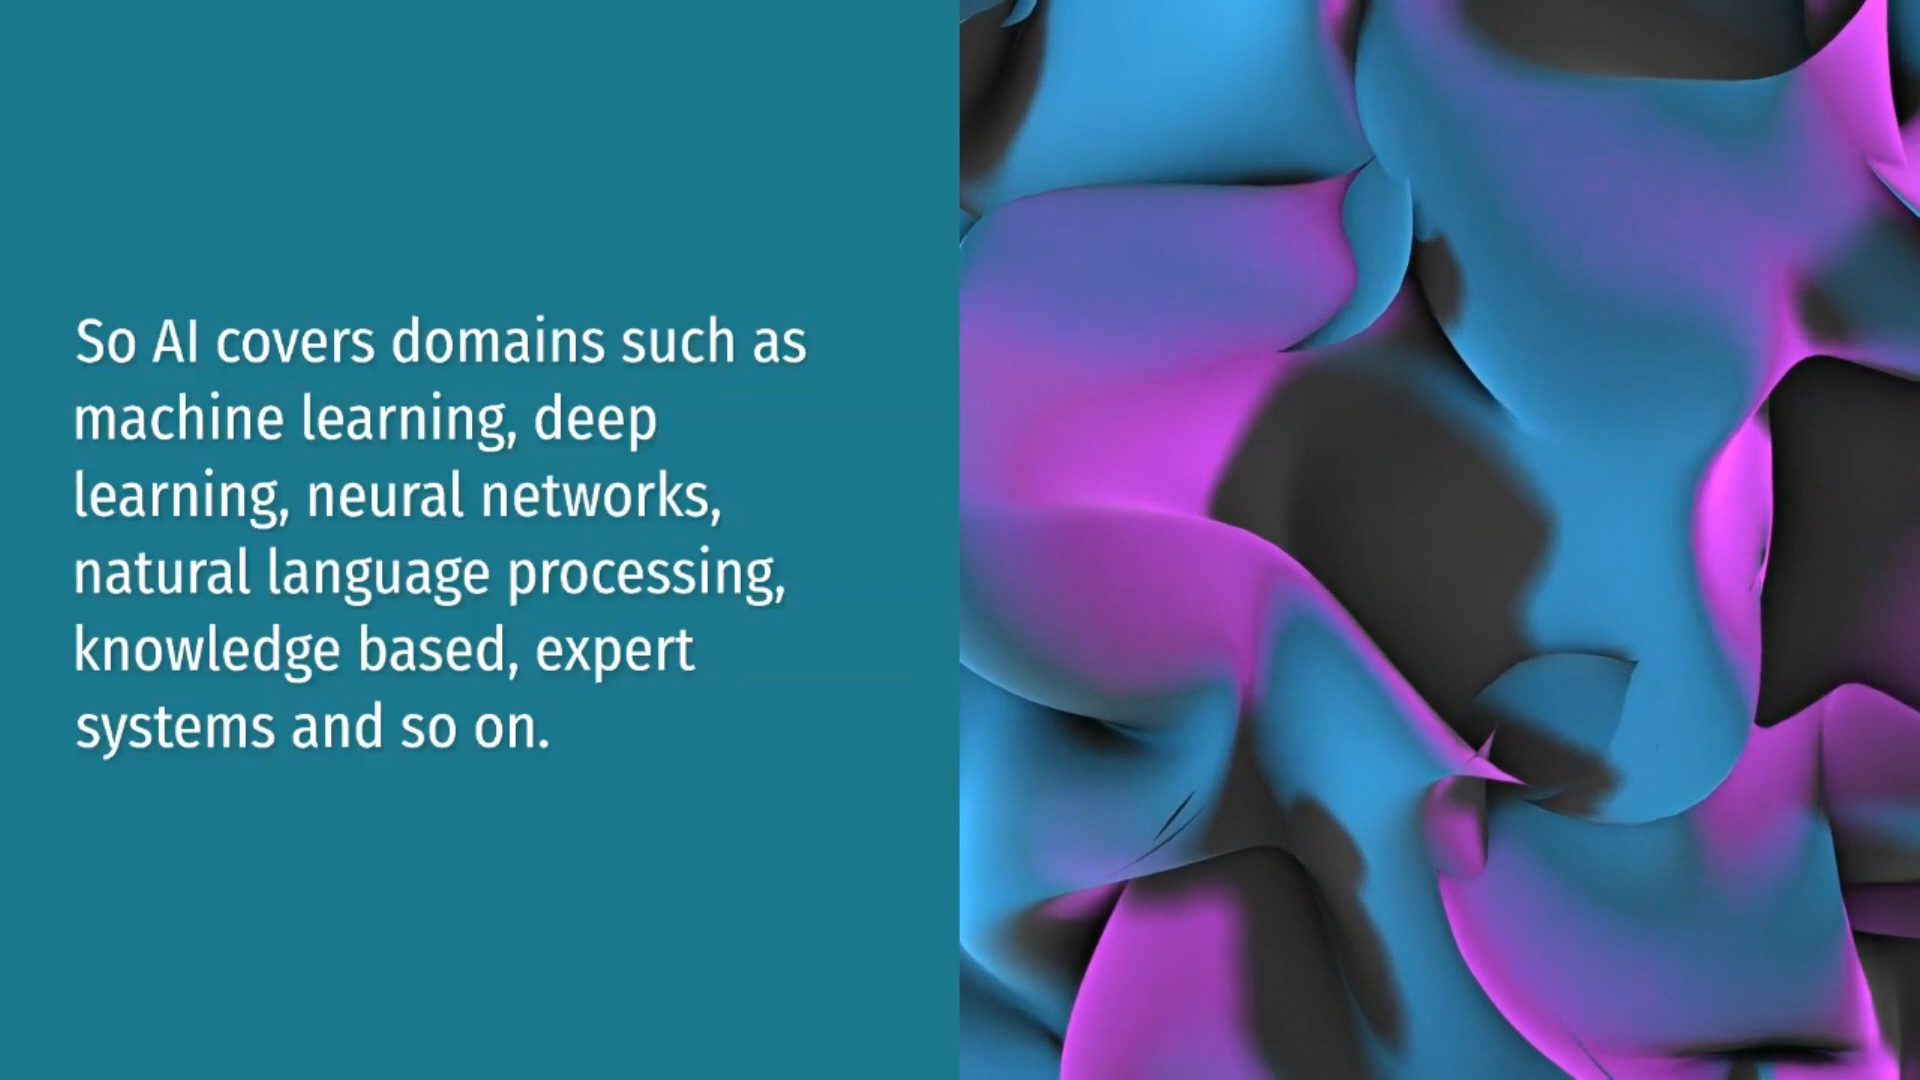 So AI covers domains such as
machine learning, deep
learning, neural networks,
natural language processing,
knowledge based, expert
systems and so on.